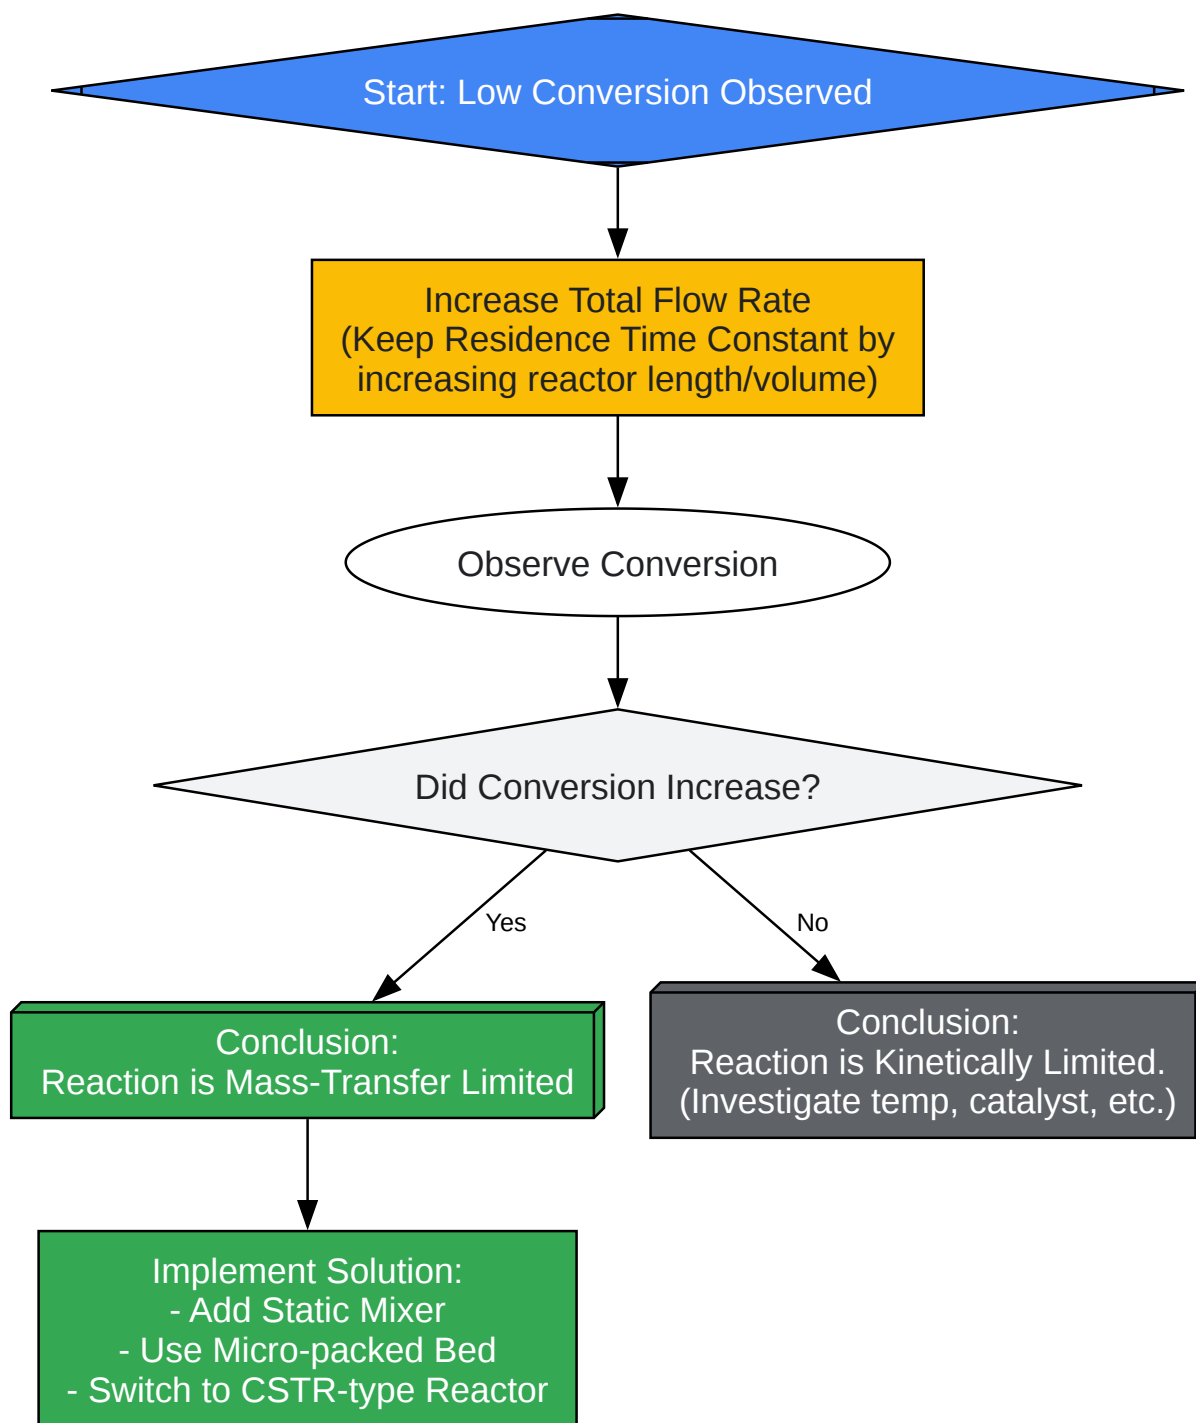 Start: Low Conversion Observed
Increase Total Flow Rate
(Keep Residence Time Constant by
increasing reactor length/volume)
Observe Conversion
Did Conversion Increase?
Yes
No
Conclusion:
Reaction is Mass-Transfer Limited
Conclusion:
Reaction is Kinetically Limited.
(Investigate temp, catalyst, etc.)
Implement Solution:
- Add Static Mixer
- Use Micro-packed Bed
- Switch to CSTR-type Reactor